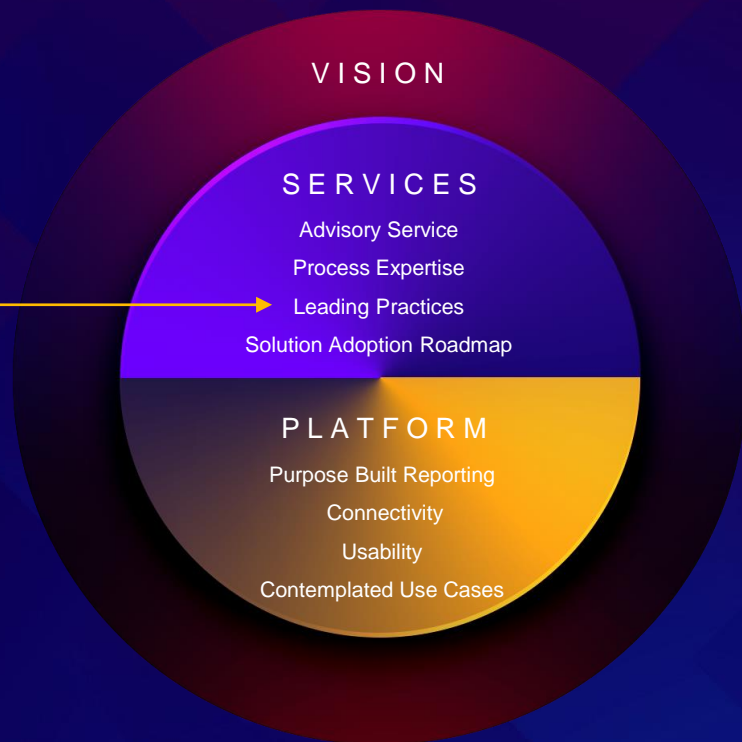 VISION
SERVICES
Advisory Service
Process Expertise
Leading Practices
Solution Adoption Roadmap
PLATFORM
Purpose Built Reporting
Connectivity
Usability
Contemplated Use Cases